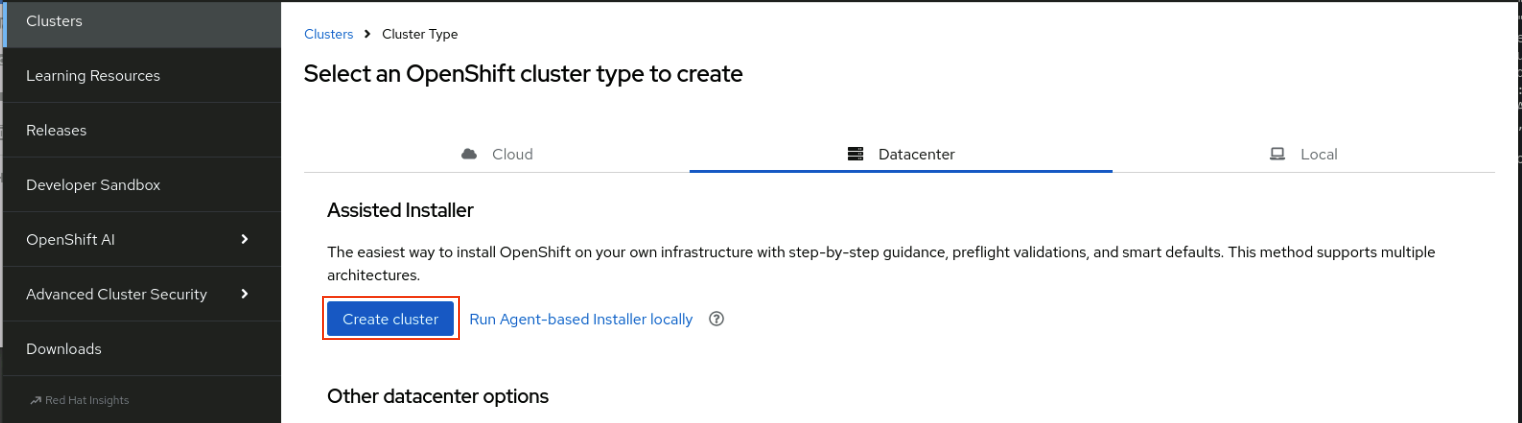 Clusters
Learning Resources
Releases
Developer Sandbox
OpenShift AI
Advanced Cluster Security
Downloads
Red Hat Insights
Clusters > Cluster Type
Select an OpenShift cluster type to create
Cloud
Datacenter
Local
Assisted Installer
The easiest way to install OpenShift on your own infrastructure with step-by-step guidance, preflight validations, and smart defaults. This method supports multiple
architectures.
Create cluster
Run Agent-based Installer locally
Other datacenter options